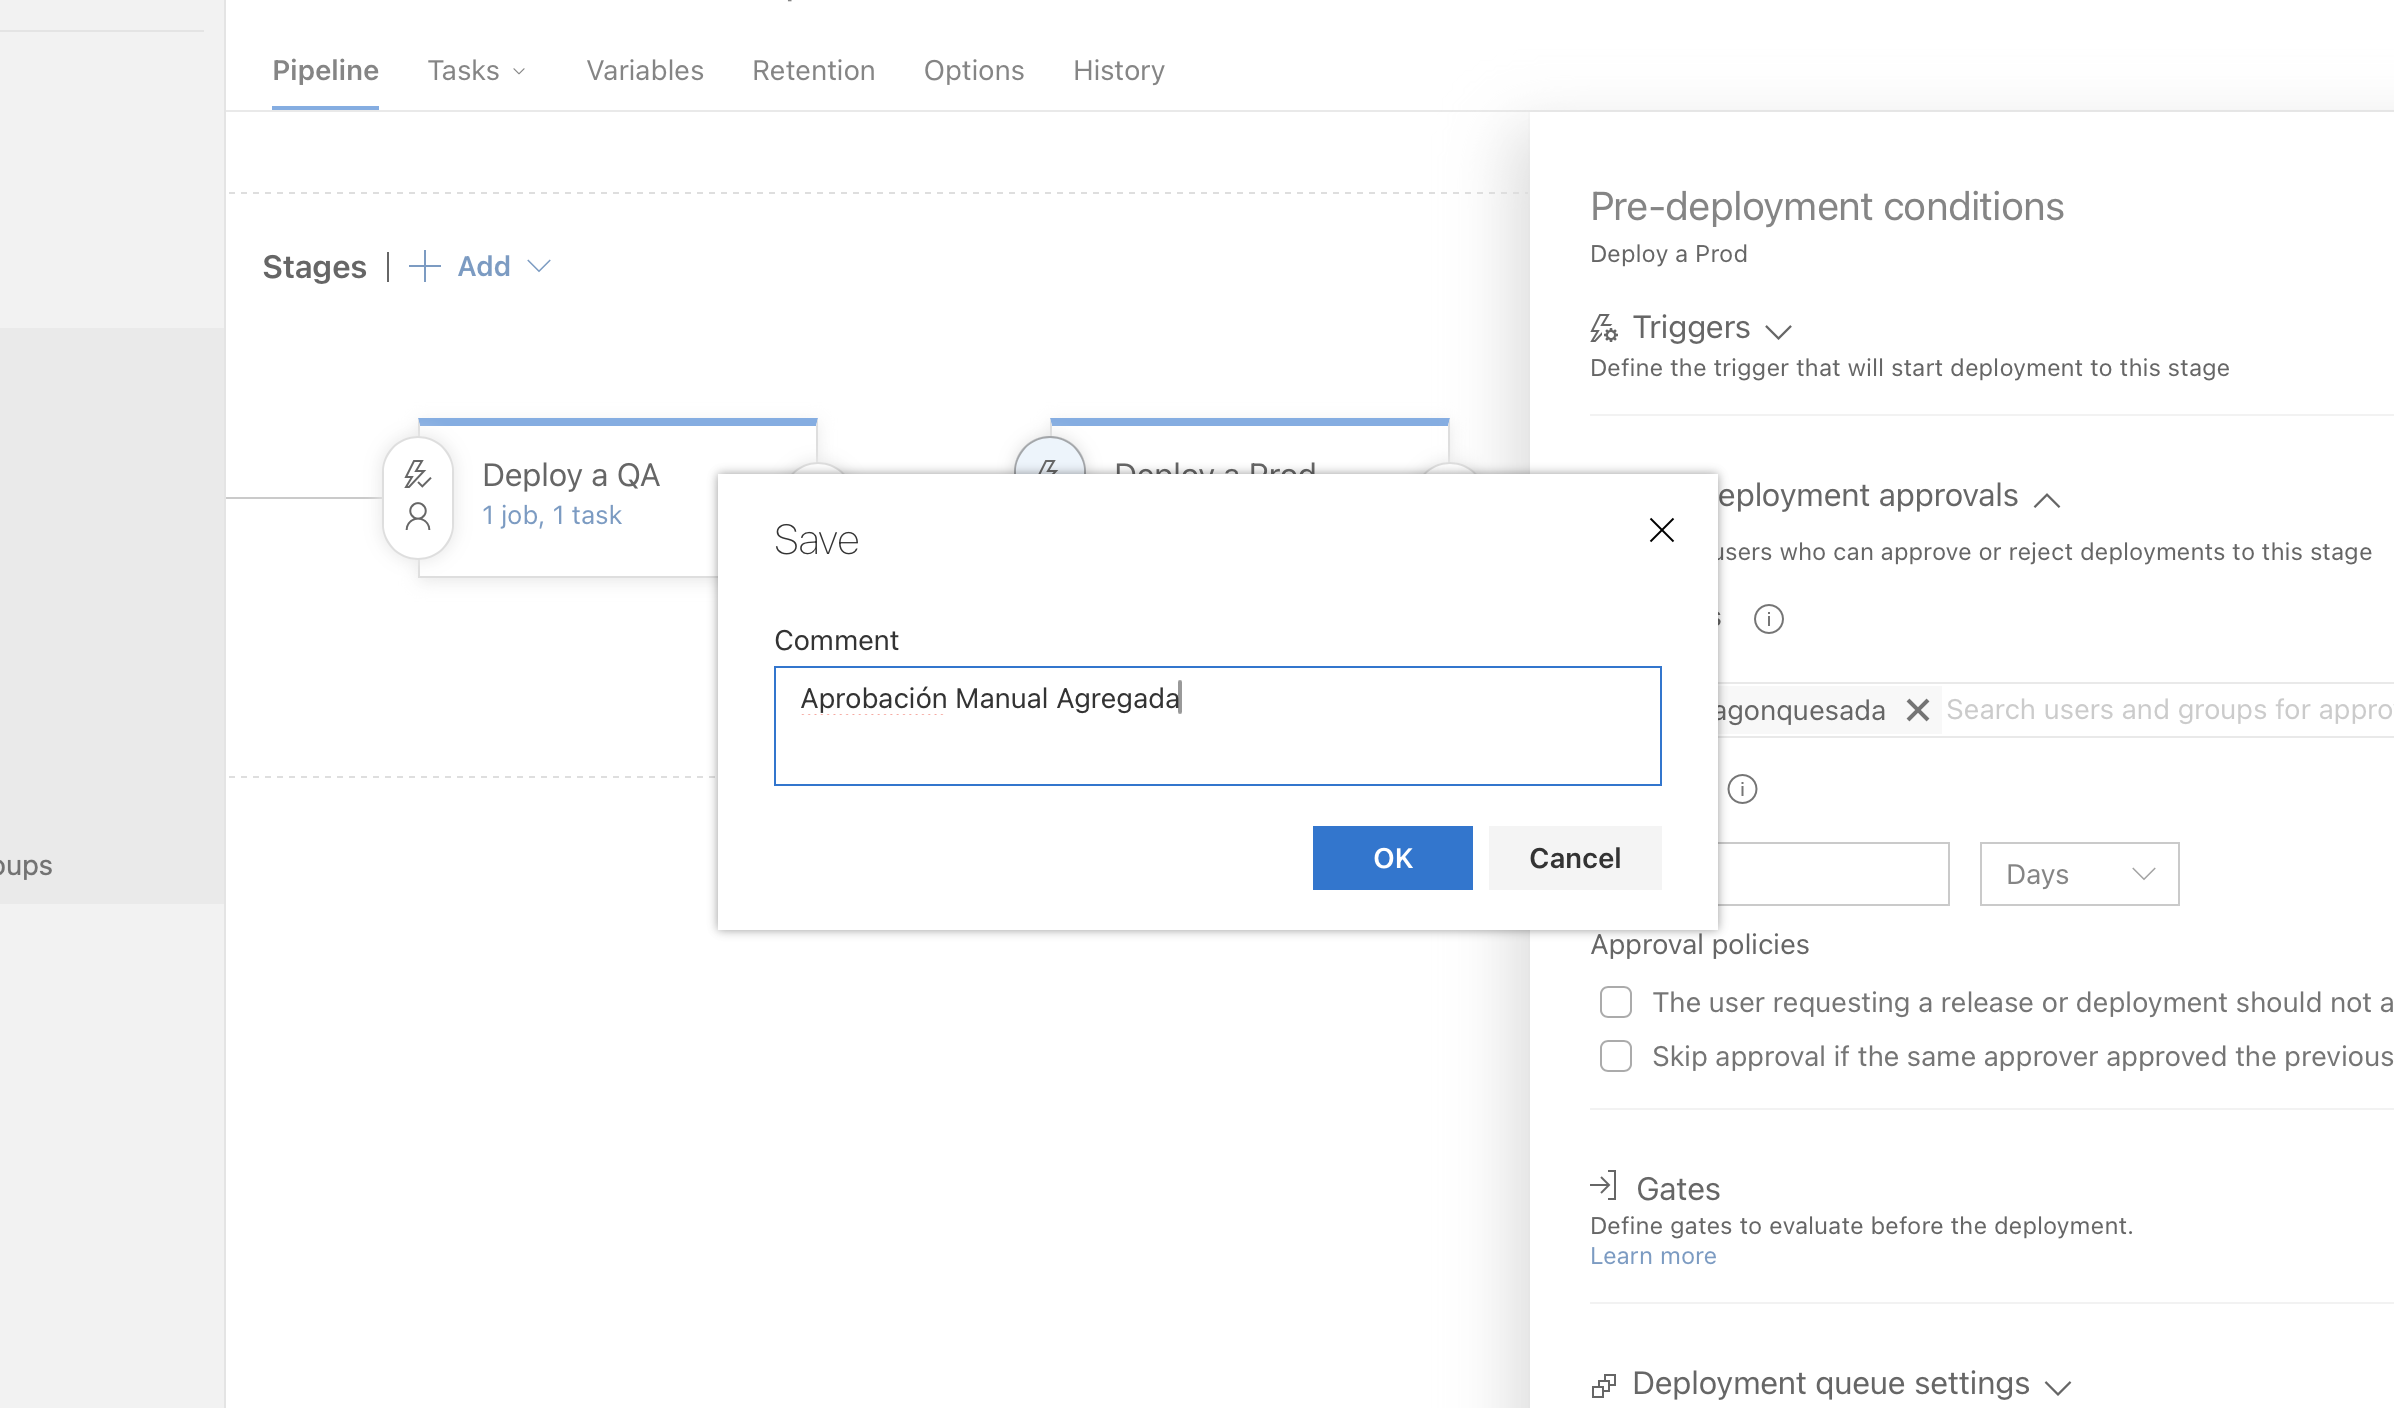 Pipeline Tasks Variables Retention Options History
Stages | Add
Deploy a QA
1 job, 1 task
Deploy a Prod
Save
Comment
Aprobación Manual Agregada
OK Cancel
oups
Pre-deployment conditions
Deploy a Prod
Triggers
Define the trigger that will start deployment to this stage
eployment approvals
users who can approve or reject deployments to this stage
agonquesada Search users and groups for appro
Days
Approval policies
The user requesting a release or deployment should not a
Skip approval if the same approver approved the previous
Gates
Define gates to evaluate before the deployment.
Learn more
Deployment queue settings